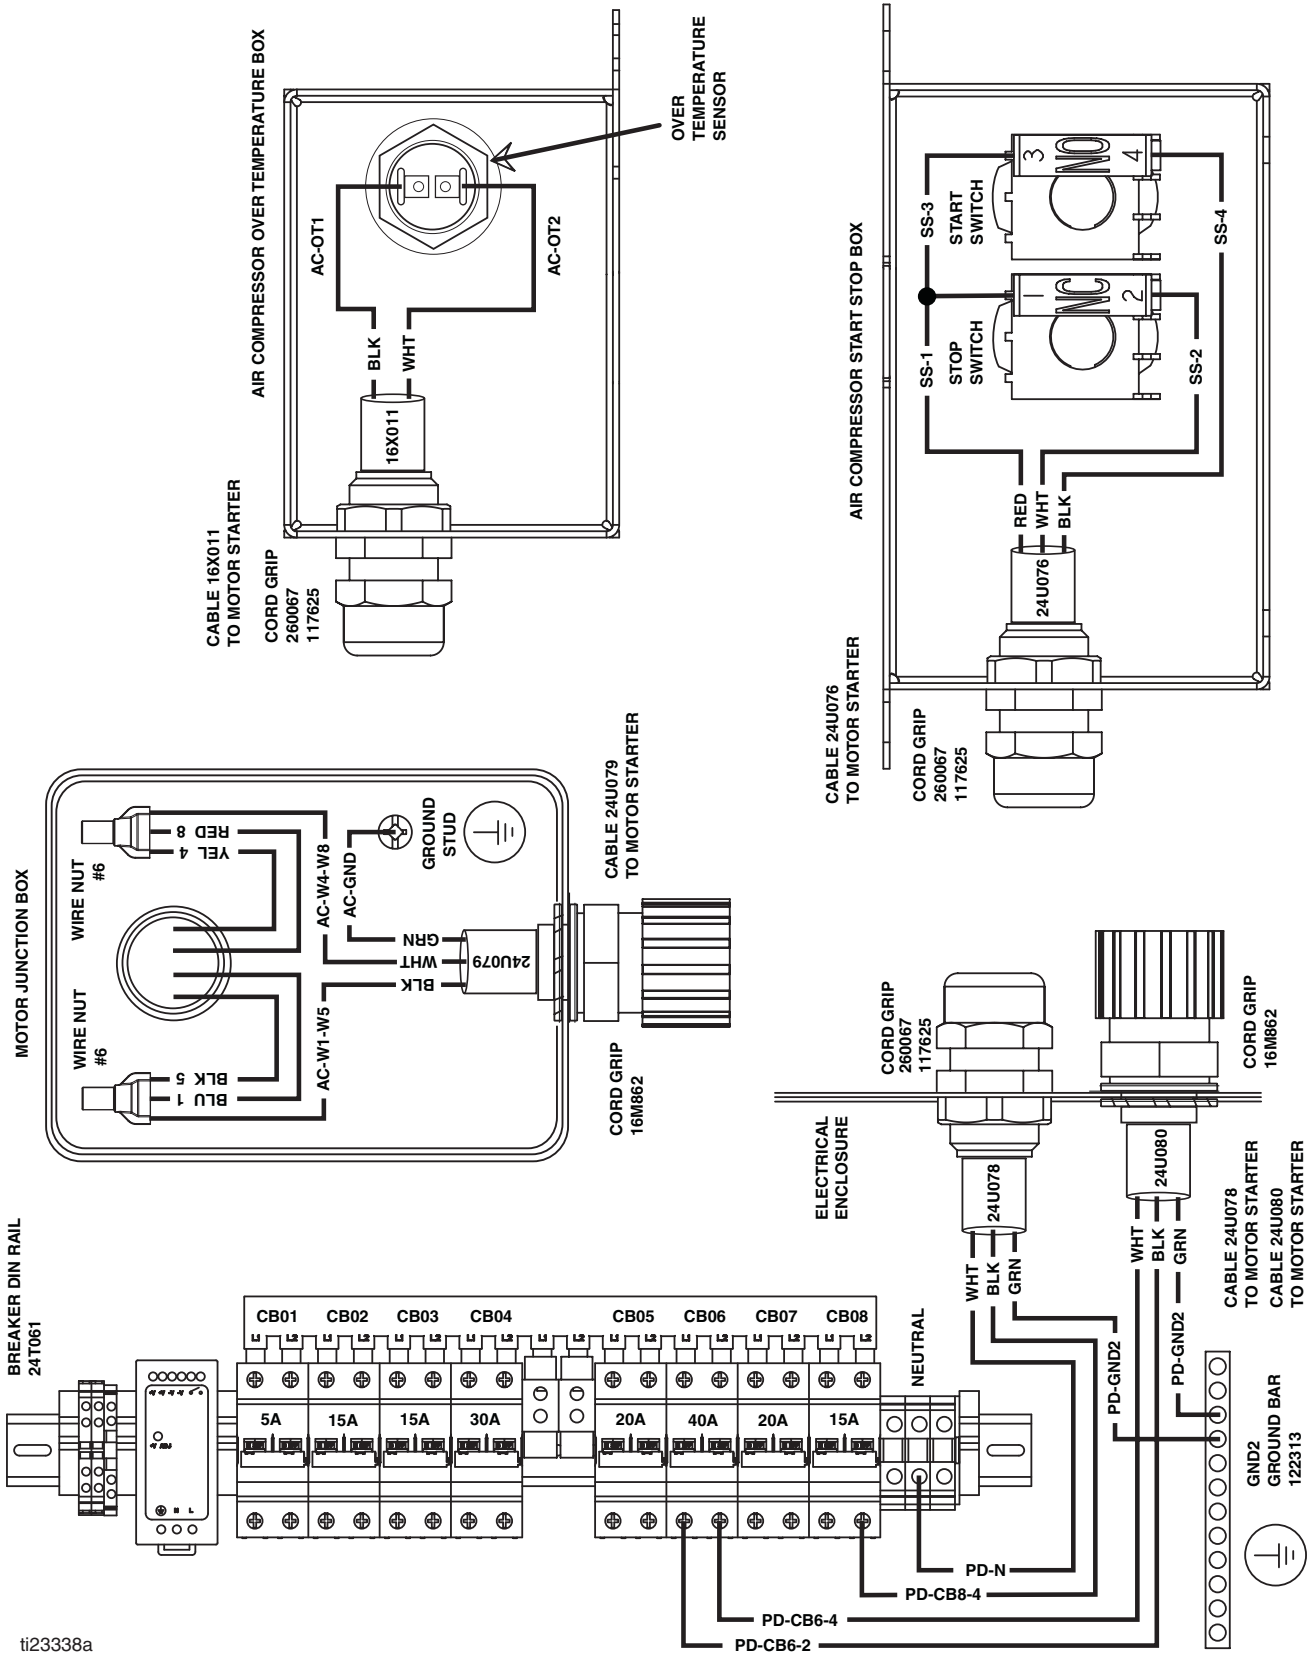 AIR COMPRESSOR OVER TEMPERATURE BOX
OVER
TEMPERATURE
SENSOR
AC-OT1
AC-OT2
BLK
WHT
16X011
CABLE 16X011
TO MOTOR STARTER
CORD GRIP
260067
117625
AIR COMPRESSOR START STOP BOX
SS-3
START
SWITCH
3
NO
4
SS-4
SS-1
STOP
SWITCH
1
NC
2
SS-2
RED
WHT
BLK
24U076
CABLE 24U076
TO MOTOR STARTER
CORD GRIP
260067
117625
MOTOR JUNCTION BOX
WIRE NUT
#6
RED 8
YEL 4
WIRE NUT
#6
BLK 5
BLU 1
AC-W4-W8
AC-GND
AC-W1-W5
GROUND
STUD
GRN
WHT
BLK
24U079
CABLE 24U079
TO MOTOR STARTER
CORD GRIP
16M862
BREAKER DIN RAIL
24T061
CB01
CB02
CB03
CB04
CB05
CB06
CB07
CB08
5A
15A
15A
30A
20A
40A
20A
15A
NEUTRAL
ELECTRICAL
ENCLOSURE
CORD GRIP
260067
117625
24U078
WHT
BLK
GRN
CORD GRIP
16M862
24U080
WHT
BLK
GRN
CABLE 24U078
TO MOTOR STARTER
CABLE 24U080
TO MOTOR STARTER
PD-GND2
PD-GND2
GND2
GROUND BAR
122313
PD-N
PD-CB8-4
PD-CB6-4
PD-CB6-2
ti23338a